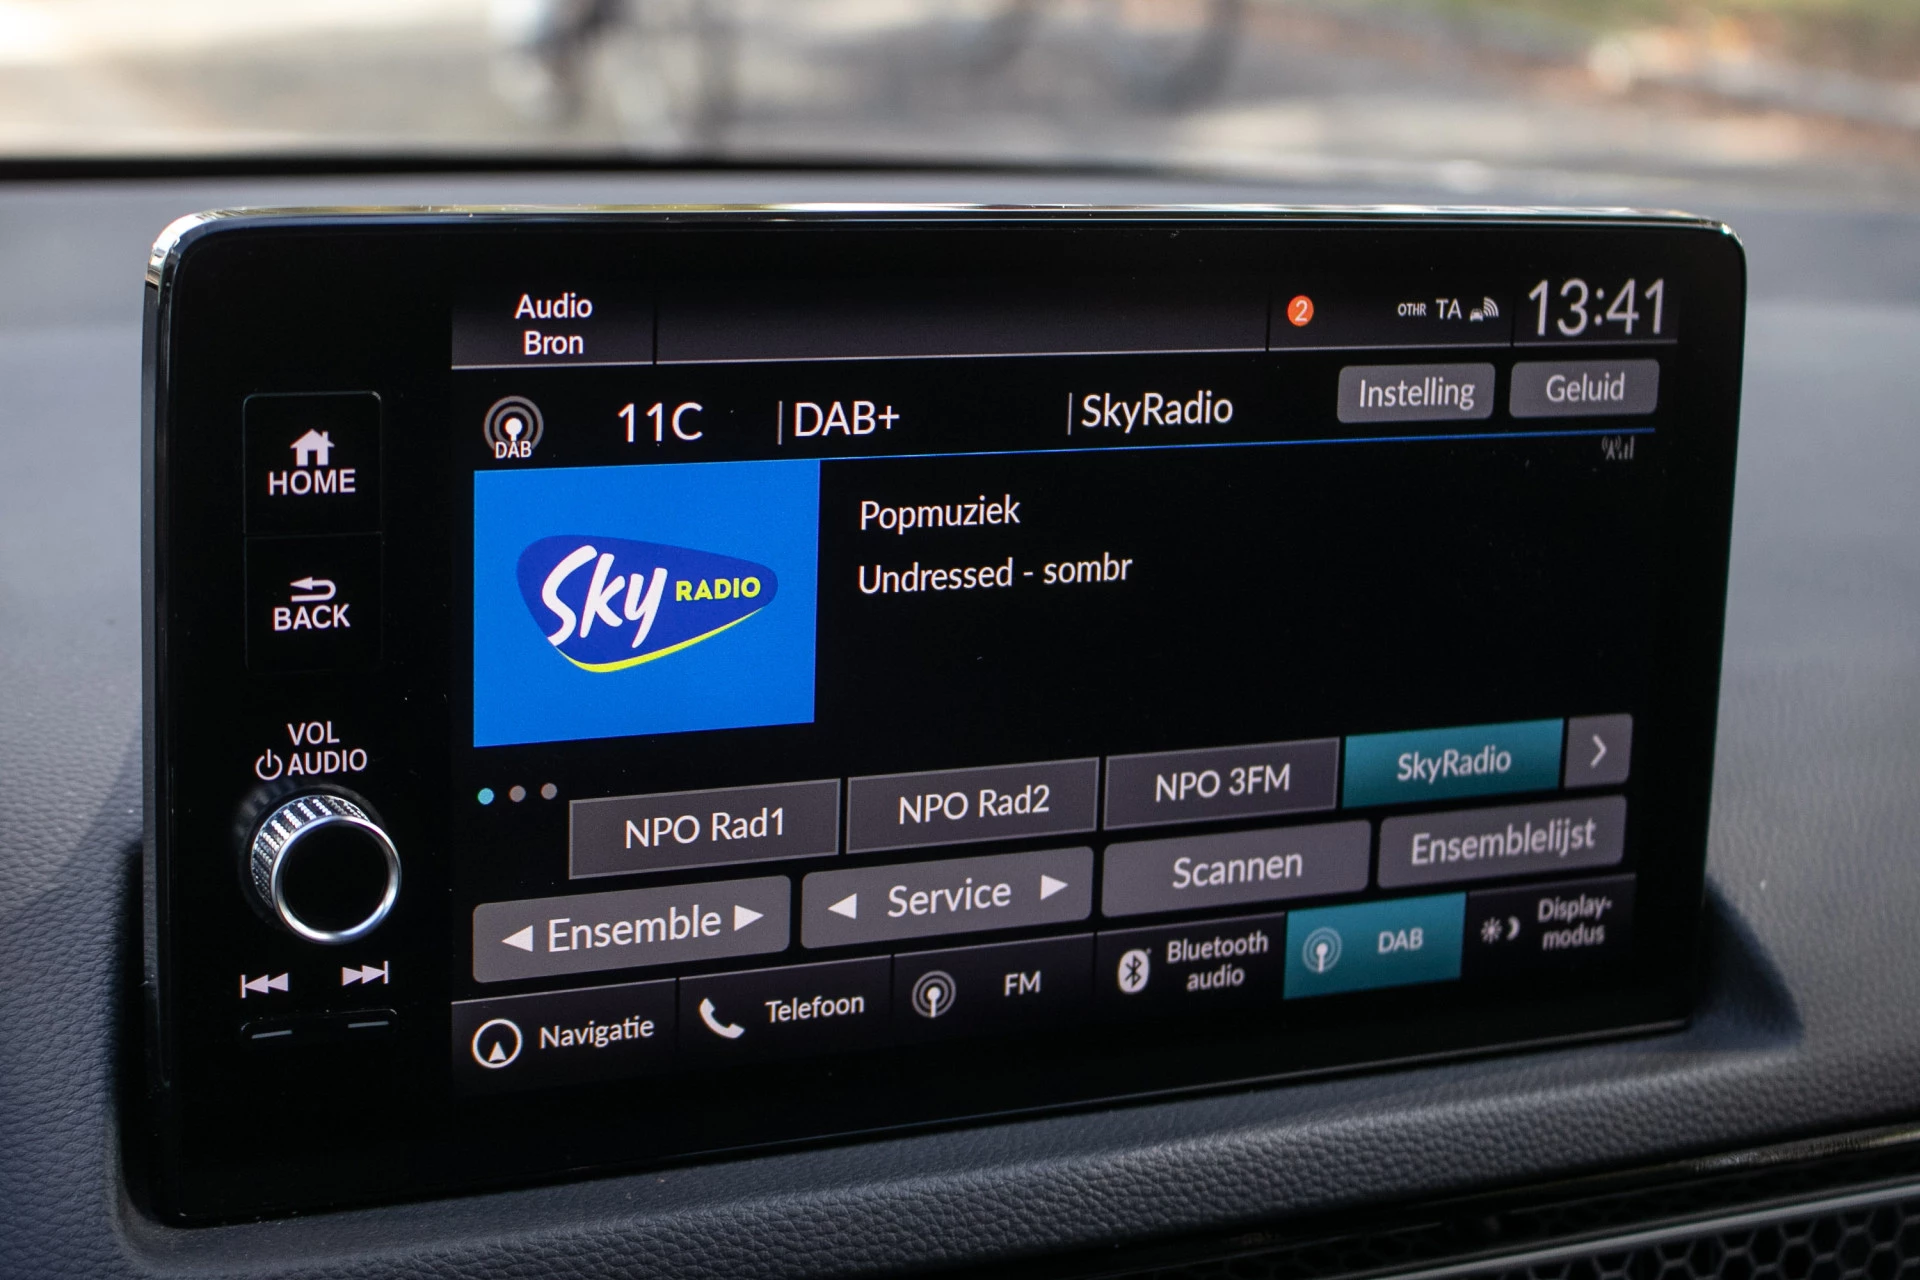 Audio
Bron
2
OTHR TA
13:41
DAB
11C
DAB+
SkyRadio
Instelling
Geluid
HOME
BACK
VOL
AUDIO
Sky RADIO
Popmuziek
Undressed - sombr
NPO Rad1
NPO Rad2
NPO 3FM
SkyRadio
Ensemble
Service
Scannen
Ensemblelijst
Navigatie
Telefoon
FM
Bluetooth
audio
DAB
Display-
modus